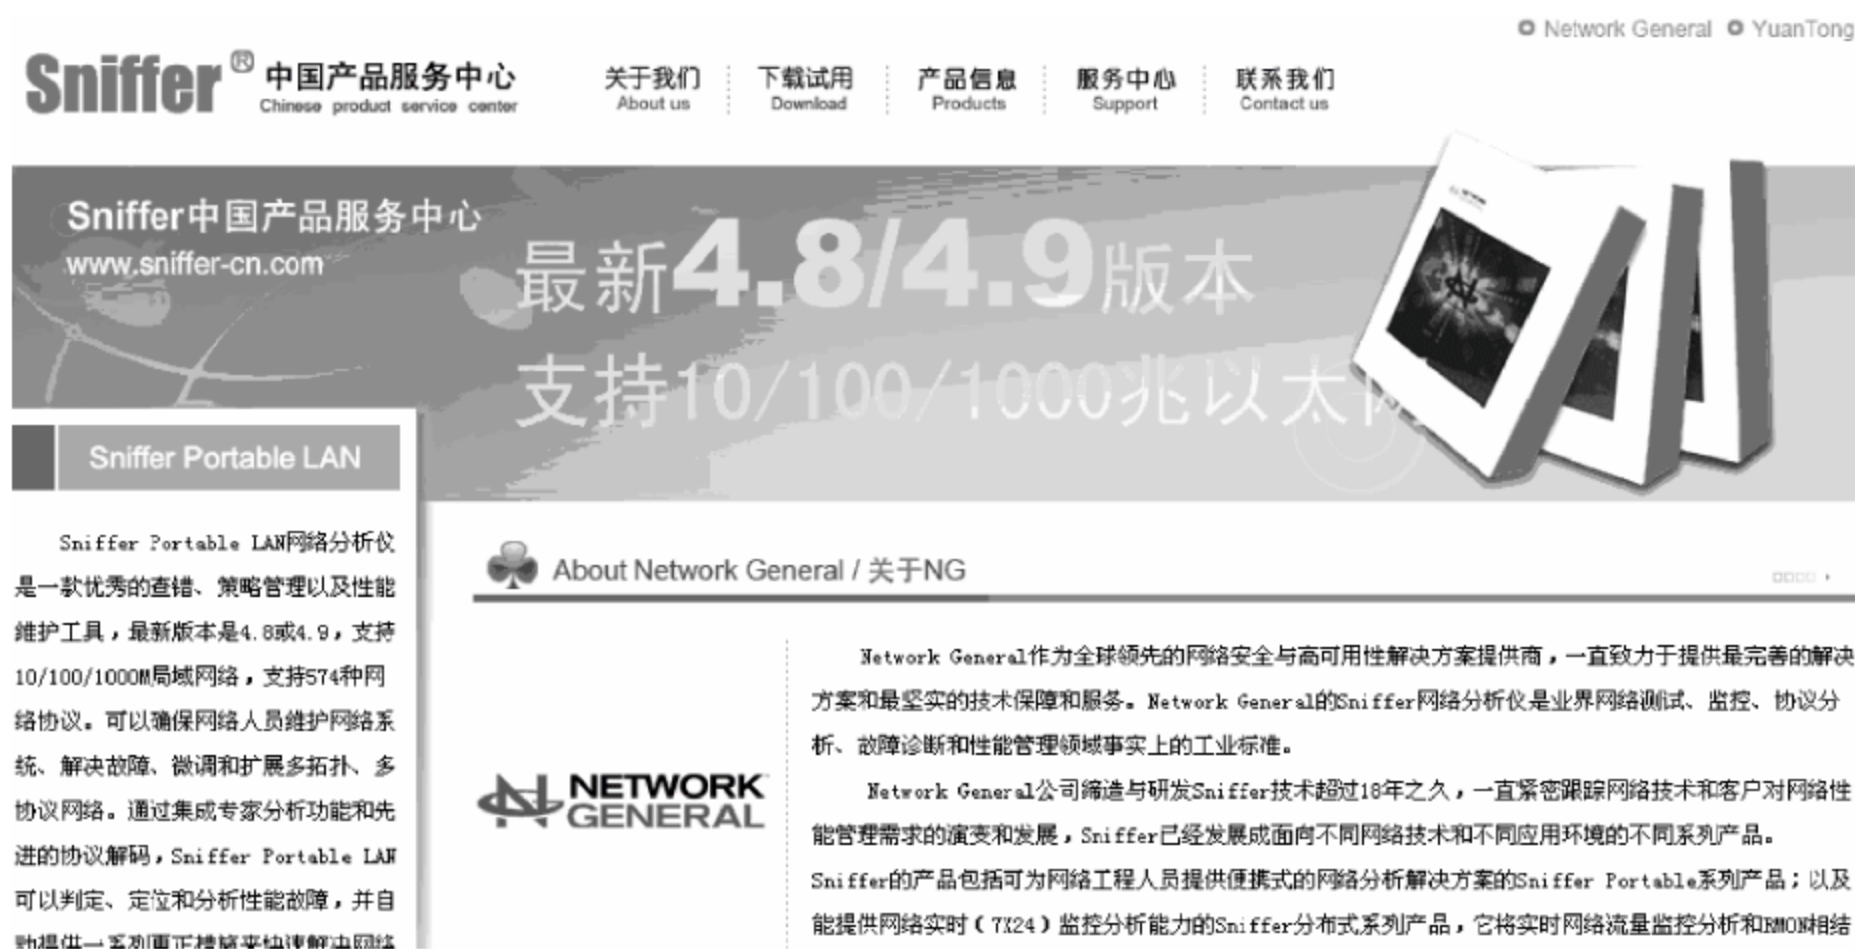 Network General YuanTong
Sniffer® 中国产品服务中心
Chinese product service center
关于我们 下载试用 产品信息 服务中心 联系我们
About us Download Products Support Contact us
Sniffer中国产品服务中心
www.sniffer-cn.com
最新4.8/4.9版本
支持10/100/1000兆以太
Sniffer Portable LAN
Sniffer Portable LAN网络分析仪
是一款优秀的查错、策略管理以及性能
维护工具，最新版本是4.8或4.9，支持
10/100/1000M局域网络，支持574种网
络协议。可以确保网络人员维护网络系
统、解决故障、微调和扩展多拓扑、多
协议网络。通过集成专家分析功能和先
进的协议解码，Sniffer Portable LAN
可以判定、定位和分析性能故障，并自
动提供一系列更正措施来快速解决网络
About Network General / 关于NG
NETWORK
GENERAL
Network General作为全球领先的网络安全与高可用性解决方案提供商，一直致力于提供最完善的解决
方案和最坚实的技术保障和服务。Network General的Sniffer网络分析仪是业界网络测试、监控、协议分
析、故障诊断和性能管理领域事实上的工业标准。
Network General公司缔造与研发Sniffer技术超过18年之久，一直紧密跟踪网络技术和客户对网络性
能管理需求的演变和发展，Sniffer已经发展成面向不同网络技术和不同应用环境的不同系列产品。
Sniffer的产品包括可为网络工程人员提供便携式的网络分析解决方案的Sniffer Portable系列产品；以及
能提供网络实时（7X24）监控分析能力的Sniffer分布式系列产品，它将实时网络流量监控分析和RMON相结